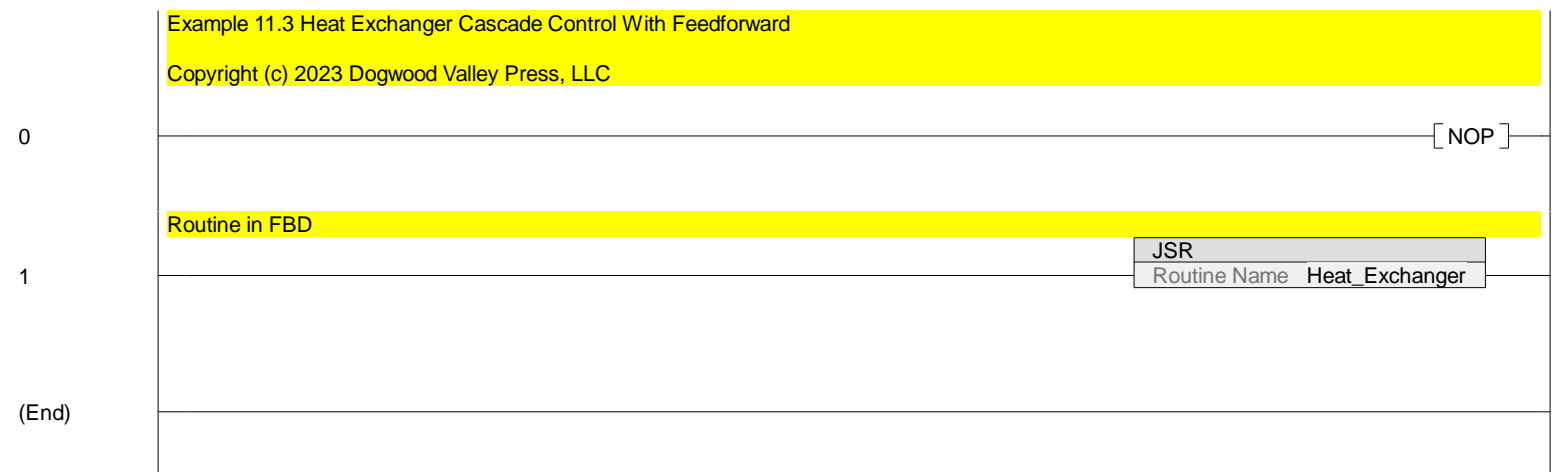 Example 11.3 Heat Exchanger Cascade Control With Feedforward
Copyright (c) 2023 Dogwood Valley Press, LLC
0
NOP
Routine in FBD
JSR
1
Routine Name Heat_Exchanger
(End)